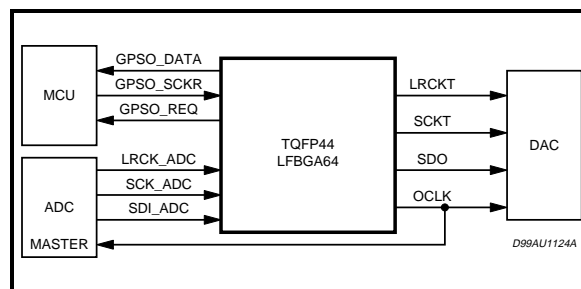 GPSO_DATA
GPSO_SCKR
GPSO_REQ
MCU
LRCK_ADC
SCK_ADC
SDI_ADC
ADC
MASTER
TQFP44
LFBGA64
LRCKT
SCKT
SDO
OCLK
DAC
D99AU1124A